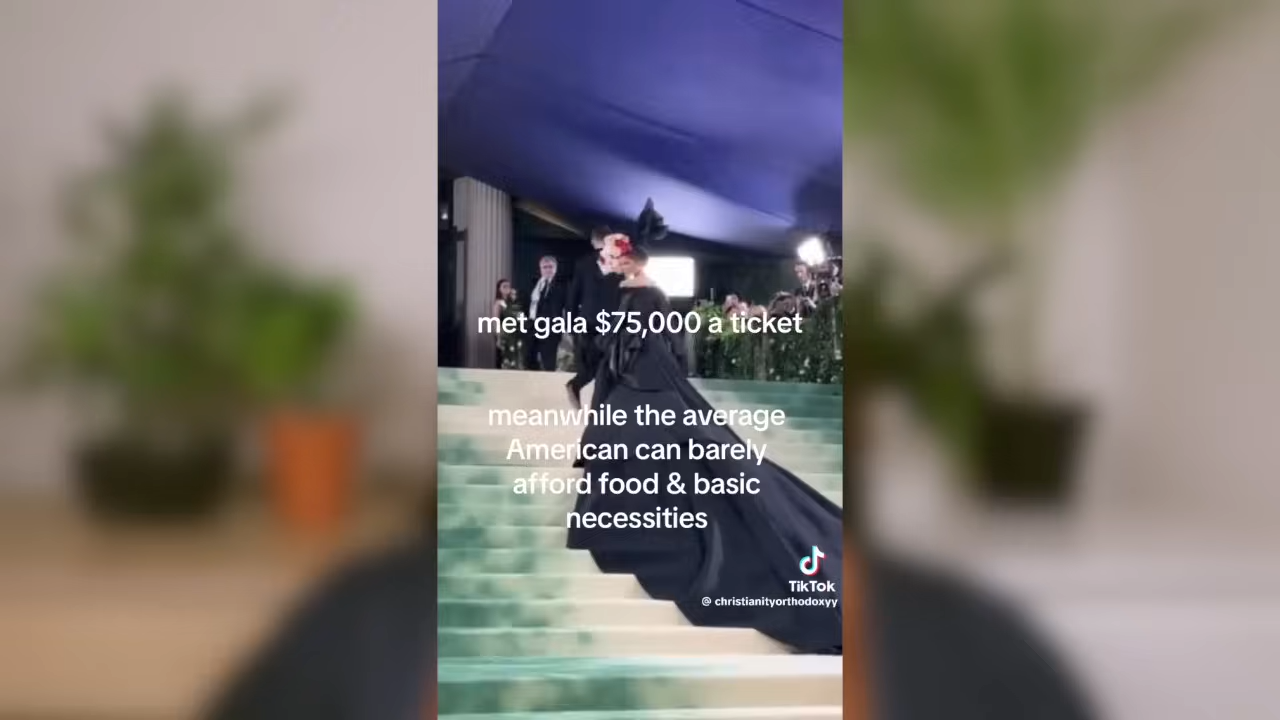 met gala $75,000 a ticket
meanwhile the average
American can barely
afford food & basic
necessities
TikTok
@ christianityorthodoxyy